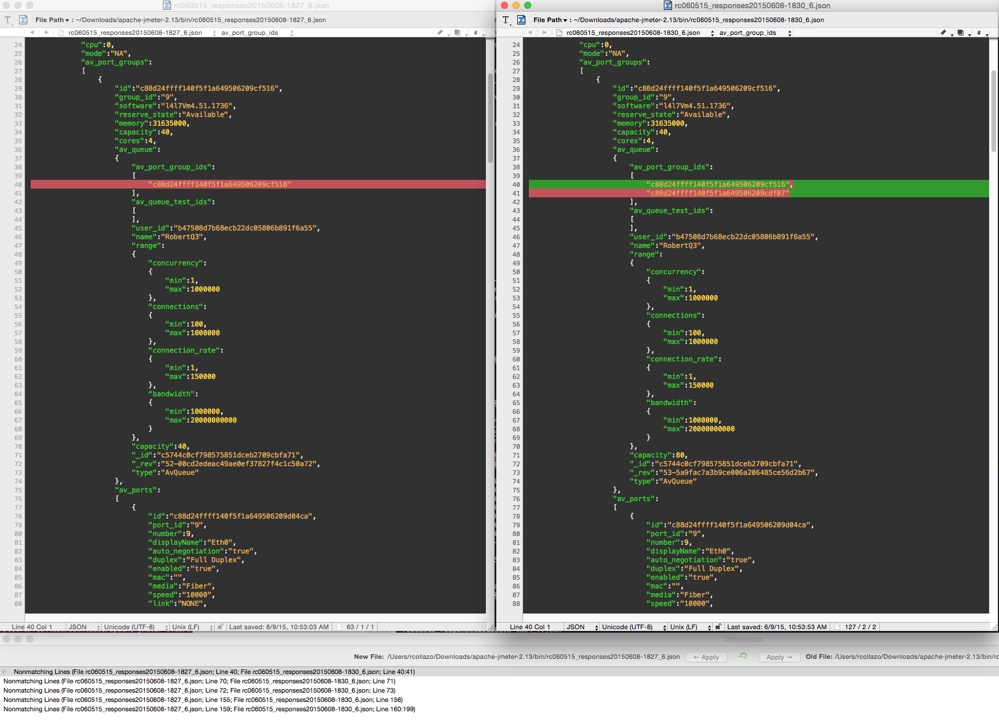 rc060515_responses20150608-1827_6.json
File Path ▾ : ~/Downloads/apache-jmeter-2.13/bin/rc060515_responses20150608-1827_6.json
rc060515_responses20150608-1827_6.json av_port_group_ids #
24 "cpu":0,
25 "mode":"NA",
26 "av_port_groups":
27 [
28 {
29 "id":"c88d24ffff140f5f1a649506209cf516",
30 "group_id":"9",
31 "software":"l4l7Vm4.51.1736",
32 "reserve_state":"Available",
33 "memory":31635000,
34 "capacity":40,
35 "cores":4,
36 "av_queue":
37 {
38 "av_port_group_ids":
39 [
40 "c88d24ffff140f5f1a649506209cf516"
41 ],
42 "av_queue_test_ids":
43 [
44 ],
45 "user_id":"b47508d7b68ecb22dc05806b891f6a55",
46 "name":"RobertQ3",
47 "range":
48 {
49 "concurrency":
50 {
51 "min":1,
52 "max":1000000
53 },
54 "connections":
55 {
56 "min":100,
57 "max":1000000
58 },
59 "connection_rate":
60 {
61 "min":1,
62 "max":150000
63 },
64 "bandwidth":
65 {
66 "min":1000000,
67 "max":20000000000
68 }
69 },
70 "capacity":40,
71 "_id":"c5744c0cf798575851dceb2709cbfa71",
72 "_rev":"52-00cd2edeac49ae0ef37827f4c1c50a72",
73 "type":"AvQueue"
74 },
75 "av_ports":
76 [
77 {
78 "id":"c88d24ffff140f5f1a649506209d04ca",
79 "port_id":"9",
80 "number":9,
81 "displayName":"Eth0",
82 "auto_negotiation":"true",
83 "duplex":"Full Duplex",
84 "enabled":"true",
85 "mac":"",
86 "media":"Fiber",
87 "speed":"10000",
88 "link":"NONE",
Line 40 Col 1 JSON Unicode (UTF-8) Unix (LF) Last saved: 6/9/15, 10:53:03 AM 63 / 1 / 1
rc060515_responses20150608-1830_6.json
File Path ▾ : ~/Downloads/apache-jmeter-2.13/bin/rc060515_responses20150608-1830_6.json
rc060515_responses20150608-1830_6.json av_port_group_ids #
24 "cpu":0,
25 "mode":"NA",
26 "av_port_groups":
27 [
28 {
29 "id":"c88d24ffff140f5f1a649506209cf516",
30 "group_id":"9",
31 "software":"l4l7Vm4.51.1736",
32 "reserve_state":"Available",
33 "memory":31635000,
34 "capacity":40,
35 "cores":4,
36 "av_queue":
37 {
38 "av_port_group_ids":
39 [
40 "c88d24ffff140f5f1a649506209cf516",
41 "c88d24ffff140f5f1a649506209cdf07"
42 ],
43 "av_queue_test_ids":
44 [
45 ],
46 "user_id":"b47508d7b68ecb22dc05806b891f6a55",
47 "name":"RobertQ3",
48 "range":
49 {
50 "concurrency":
51 {
52 "min":1,
53 "max":1000000
54 },
55 "connections":
56 {
57 "min":100,
58 "max":1000000
59 },
60 "connection_rate":
61 {
62 "min":1,
63 "max":150000
64 },
65 "bandwidth":
66 {
67 "min":1000000,
68 "max":20000000000
69 }
70 },
71 "capacity":80,
72 "_id":"c5744c0cf798575851dceb2709cbfa71",
73 "_rev":"53-5a9fac7a3b9ce006a206485ce56d2b67",
74 "type":"AvQueue"
75 },
76 "av_ports":
77 [
78 {
79 "id":"c88d24ffff140f5f1a649506209d04ca",
80 "port_id":"9",
81 "number":9,
82 "displayName":"Eth0",
83 "auto_negotiation":"true",
84 "duplex":"Full Duplex",
85 "enabled":"true",
86 "mac":"",
87 "media":"Fiber",
88 "speed":"10000",
Line 40 Col 1 JSON Unicode (UTF-8) Unix (LF) Last saved: 6/9/15, 10:53:53 AM 127 / 2 / 2
Differences
New File: /Users/rcollazo/Downloads/apache-jmeter-2.13/bin/rc060515_responses20150608-1827_6.json ← Apply Apply → Old File: /Users/rcollazo/Downloads/apache-jmeter-2.13/bin/rc
Nonmatching Lines (File rc060515_responses20150608-1827_6.json; Line 40; File rc060515_responses20150608-1830_6.json; Line 40:41)
Nonmatching Lines (File rc060515_responses20150608-1827_6.json; Line 70; File rc060515_responses20150608-1830_6.json; Line 71)
Nonmatching Lines (File rc060515_responses20150608-1827_6.json; Line 72; File rc060515_responses20150608-1830_6.json; Line 73)
Nonmatching Lines (File rc060515_responses20150608-1827_6.json; Line 155; File rc060515_responses20150608-1830_6.json; Line 156)
Nonmatching Lines (File rc060515_responses20150608-1827_6.json; Line 159; File rc060515_responses20150608-1830_6.json; Line 160:199)